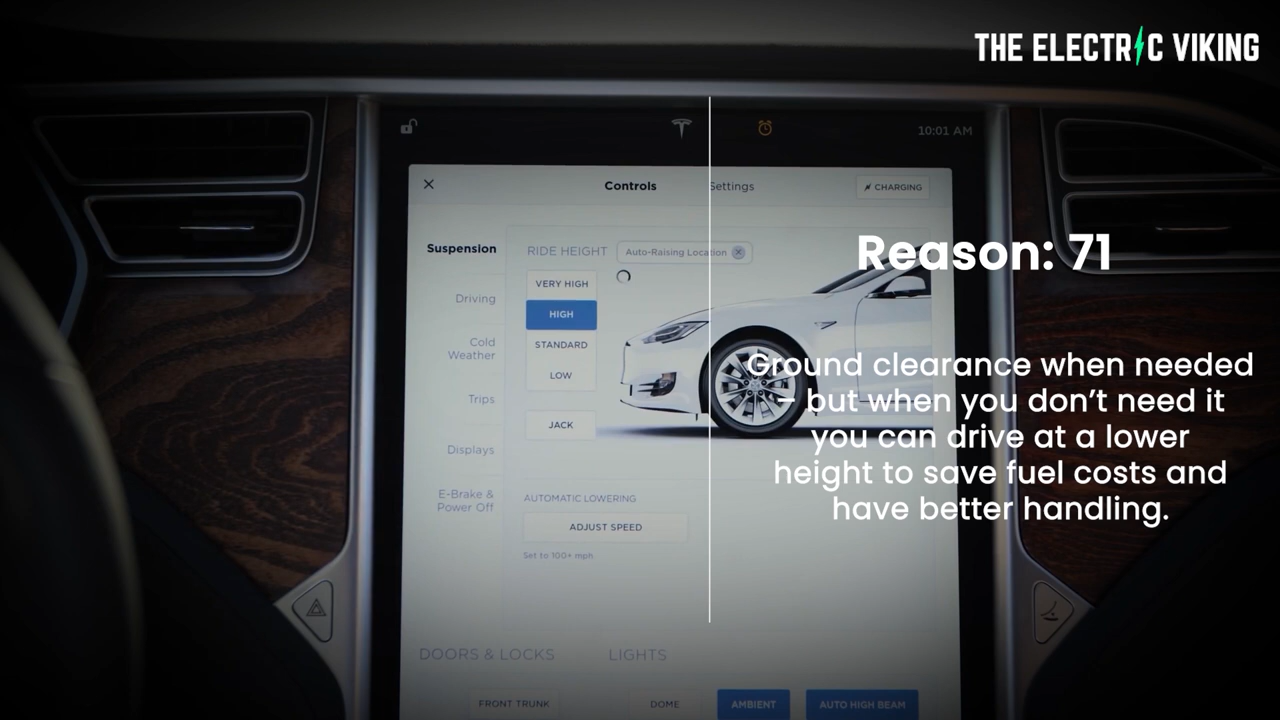 THE ELECTRIC VIKING
10:01 AM
Controls
Settings
CHARGING
Suspension
RIDE HEIGHT
Auto-Raising Location
Reason: 71
VERY HIGH
Driving
HIGH
Cold
Weather
STANDARD
LOW
Ground clearance when needed
– but when you don’t need it
you can drive at a lower
height to save fuel costs and
have better handling.
Trips
JACK
Displays
E-Brake &
Power Off
AUTOMATIC LOWERING
ADJUST SPEED
Set to 100+ mph.
DOORS & LOCKS
LIGHTS
FRONT TRUNK
DOME
AMBIENT
AUTO HIGH BEAM